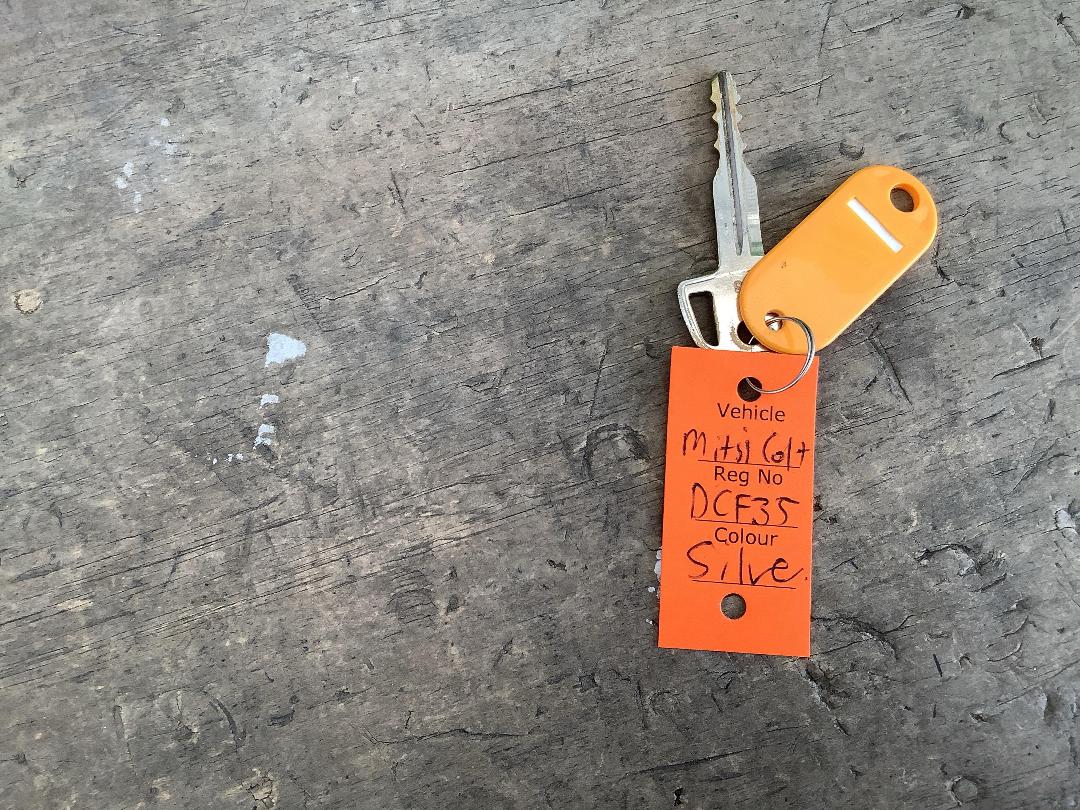 Vehicle
Mitsi Colt
Reg No
DCF35
Colour
Silve.